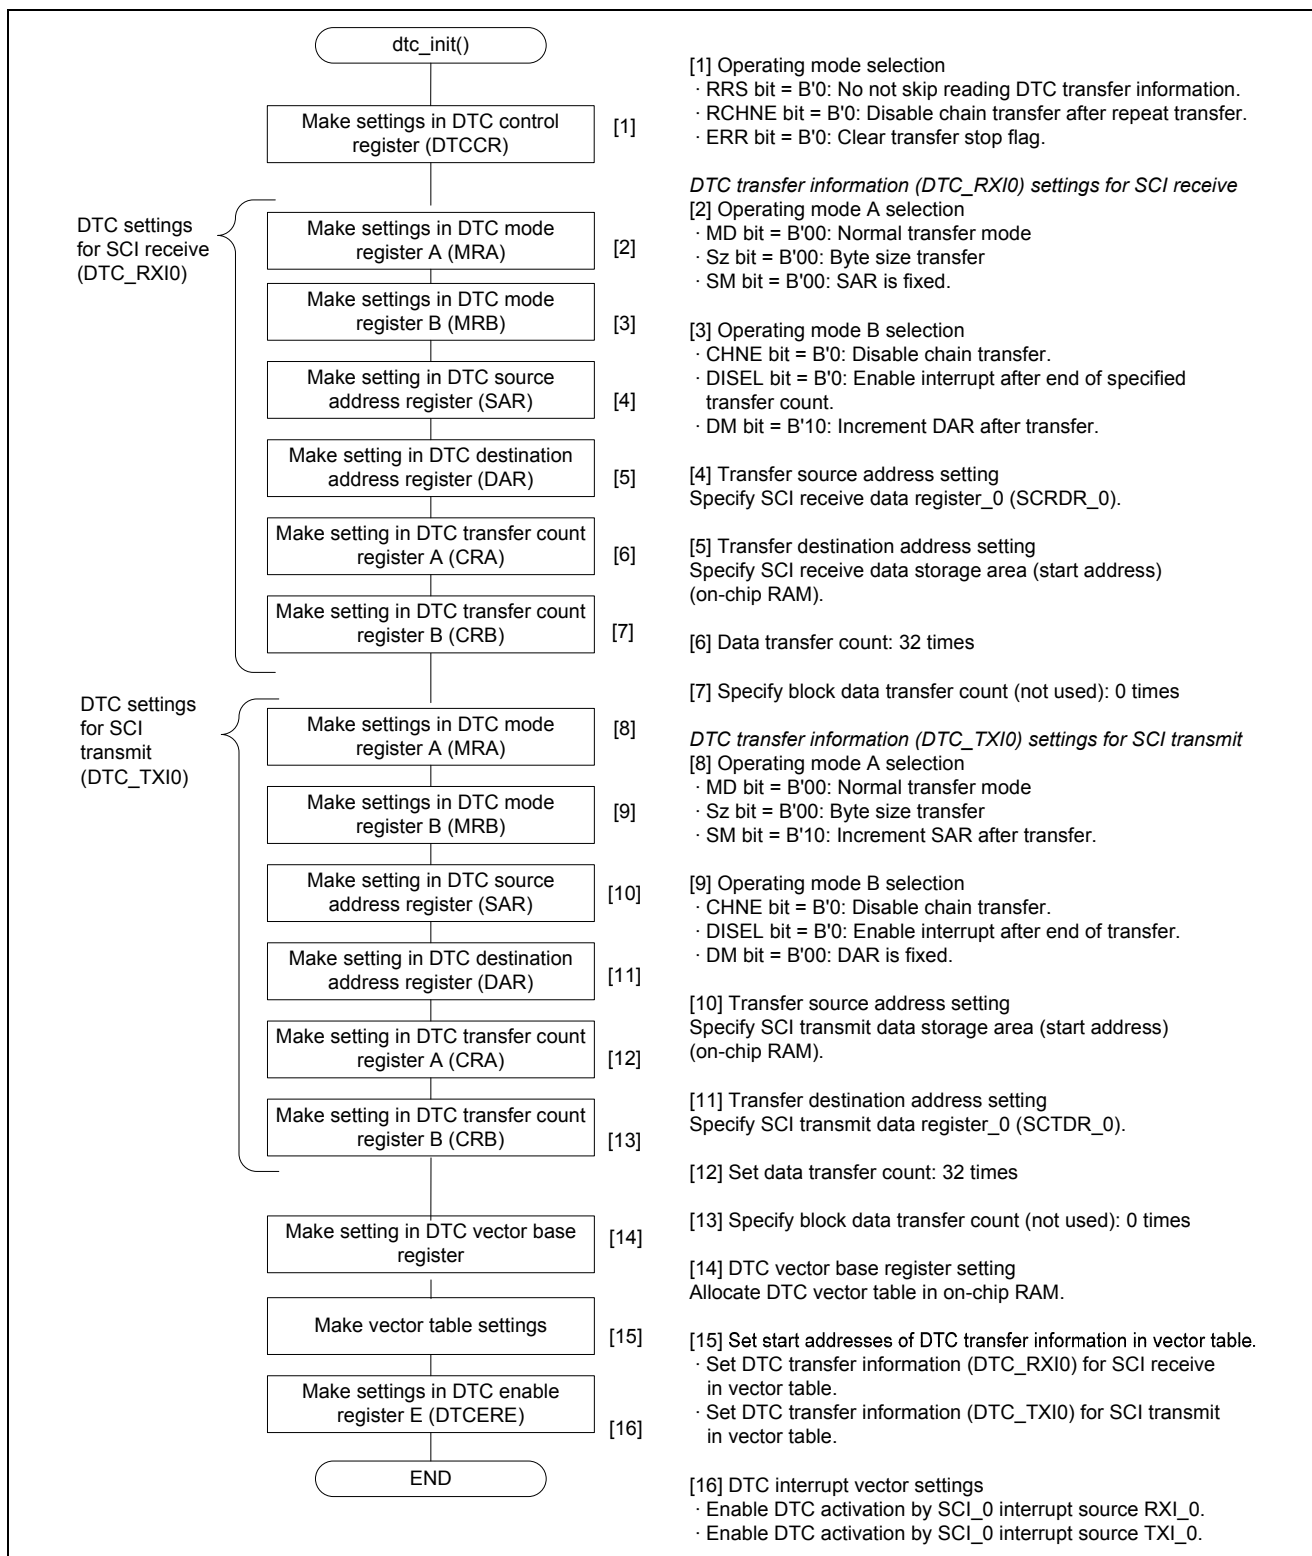 dtc_init()
Make settings in DTC control
register (DTCCR)
[1]
DTC settings
for SCI receive
(DTC_RXI0)
Make settings in DTC mode
register A (MRA)
[2]
Make settings in DTC mode
register B (MRB)
[3]
Make setting in DTC source
address register (SAR)
[4]
Make setting in DTC destination
address register (DAR)
[5]
Make setting in DTC transfer count
register A (CRA)
[6]
Make setting in DTC transfer count
register B (CRB)
[7]
DTC settings
for SCI
transmit
(DTC_TXI0)
Make settings in DTC mode
register A (MRA)
[8]
Make settings in DTC mode
register B (MRB)
[9]
Make setting in DTC source
address register (SAR)
[10]
Make setting in DTC destination
address register (DAR)
[11]
Make setting in DTC transfer count
register A (CRA)
[12]
Make setting in DTC transfer count
register B (CRB)
[13]
Make setting in DTC vector base
register
[14]
Make vector table settings
[15]
Make settings in DTC enable
register E (DTCERE)
[16]
END
[1] Operating mode selection
· RRS bit = B'0: No not skip reading DTC transfer information.
· RCHNE bit = B'0: Disable chain transfer after repeat transfer.
· ERR bit = B'0: Clear transfer stop flag.
DTC transfer information (DTC_RXI0) settings for SCI receive
[2] Operating mode A selection
· MD bit = B'00: Normal transfer mode
· Sz bit = B'00: Byte size transfer
· SM bit = B'00: SAR is fixed.
[3] Operating mode B selection
· CHNE bit = B'0: Disable chain transfer.
· DISEL bit = B'0: Enable interrupt after end of specified
transfer count.
· DM bit = B'10: Increment DAR after transfer.
[4] Transfer source address setting
Specify SCI receive data register_0 (SCRDR_0).
[5] Transfer destination address setting
Specify SCI receive data storage area (start address)
(on-chip RAM).
[6] Data transfer count: 32 times
[7] Specify block data transfer count (not used): 0 times
DTC transfer information (DTC_TXI0) settings for SCI transmit
[8] Operating mode A selection
· MD bit = B'00: Normal transfer mode
· Sz bit = B'00: Byte size transfer
· SM bit = B'10: Increment SAR after transfer.
[9] Operating mode B selection
· CHNE bit = B'0: Disable chain transfer.
· DISEL bit = B'0: Enable interrupt after end of transfer.
· DM bit = B'00: DAR is fixed.
[10] Transfer source address setting
Specify SCI transmit data storage area (start address)
(on-chip RAM).
[11] Transfer destination address setting
Specify SCI transmit data register_0 (SCTDR_0).
[12] Set data transfer count: 32 times
[13] Specify block data transfer count (not used): 0 times
[14] DTC vector base register setting
Allocate DTC vector table in on-chip RAM.
[15] Set start addresses of DTC transfer information in vector table.
· Set DTC transfer information (DTC_RXI0) for SCI receive
in vector table.
· Set DTC transfer information (DTC_TXI0) for SCI transmit
in vector table.
[16] DTC interrupt vector settings
· Enable DTC activation by SCI_0 interrupt source RXI_0.
· Enable DTC activation by SCI_0 interrupt source TXI_0.